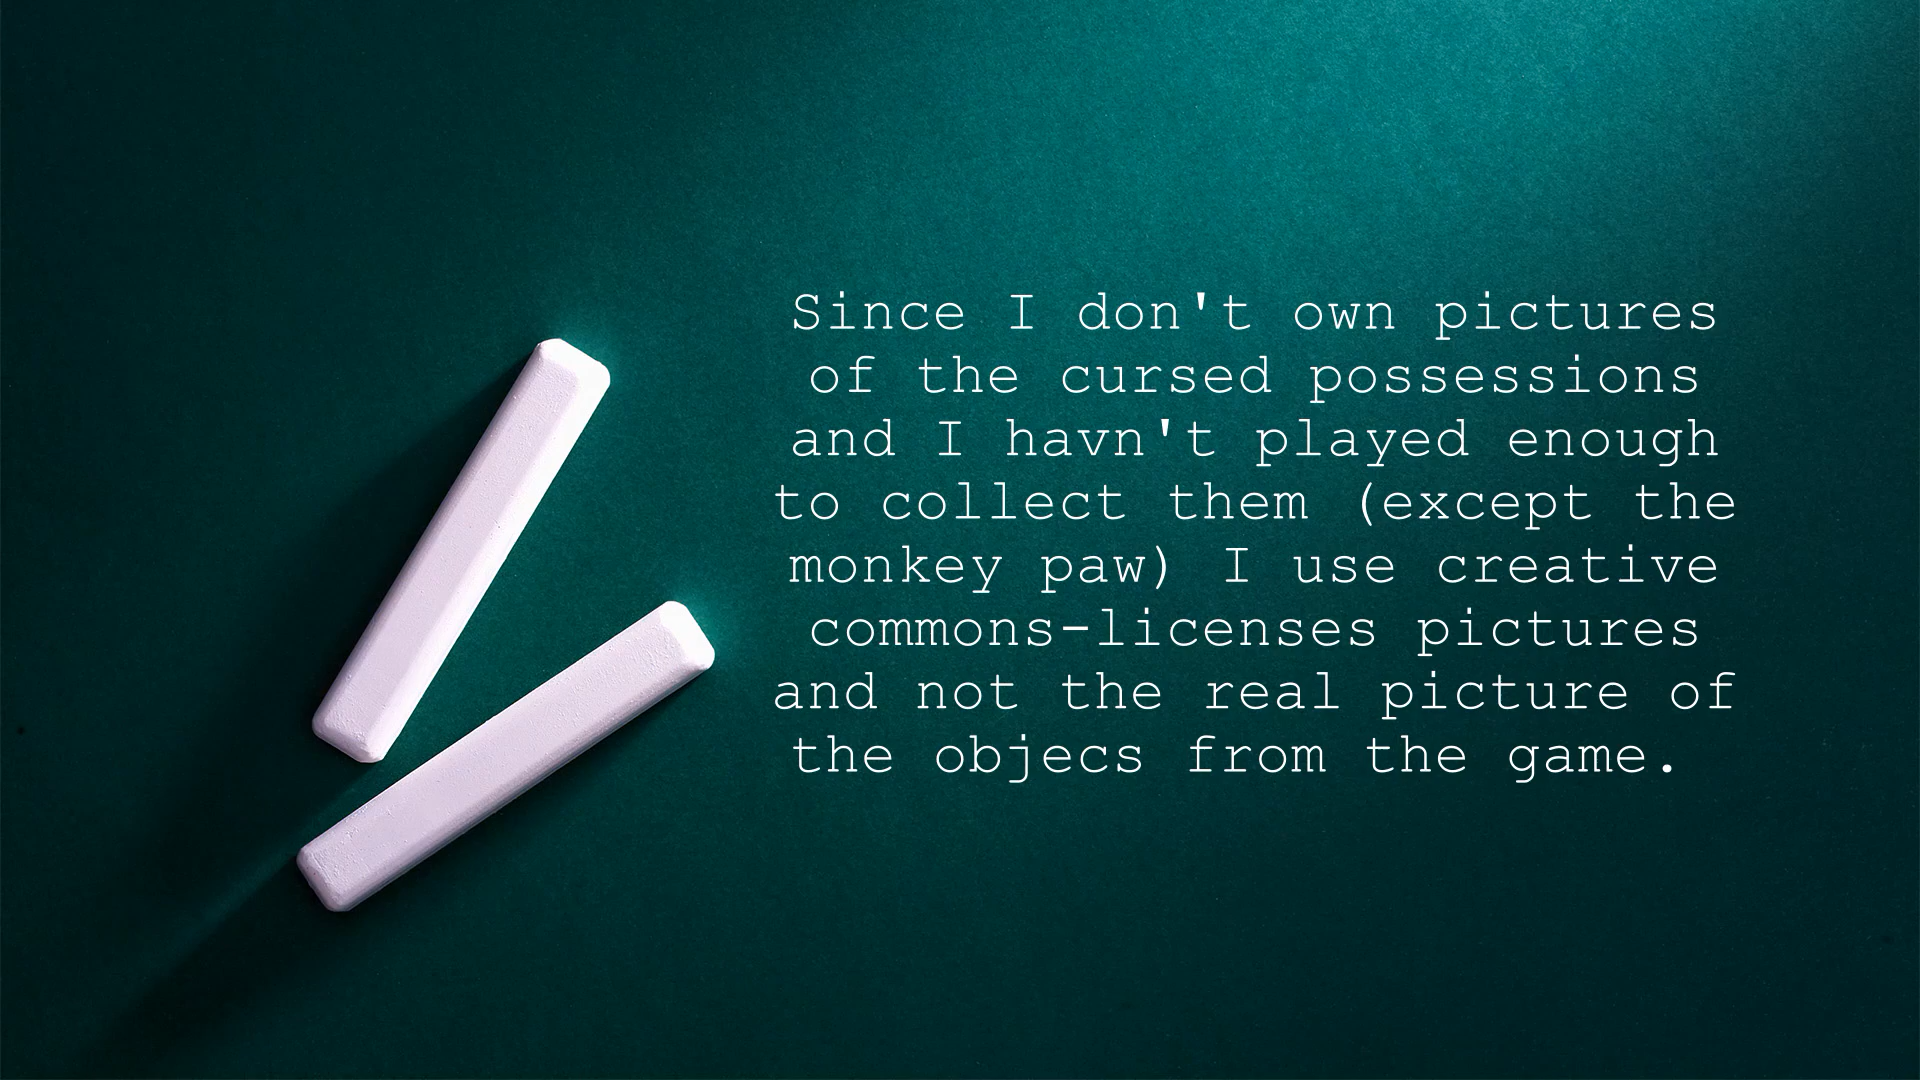 Since I don't own pictures
of the cursed possessions
and I havn't played enough
to collect them (except the
monkey paw) I use creative
commons-licenses pictures
and not the real picture of
the objecs from the game.